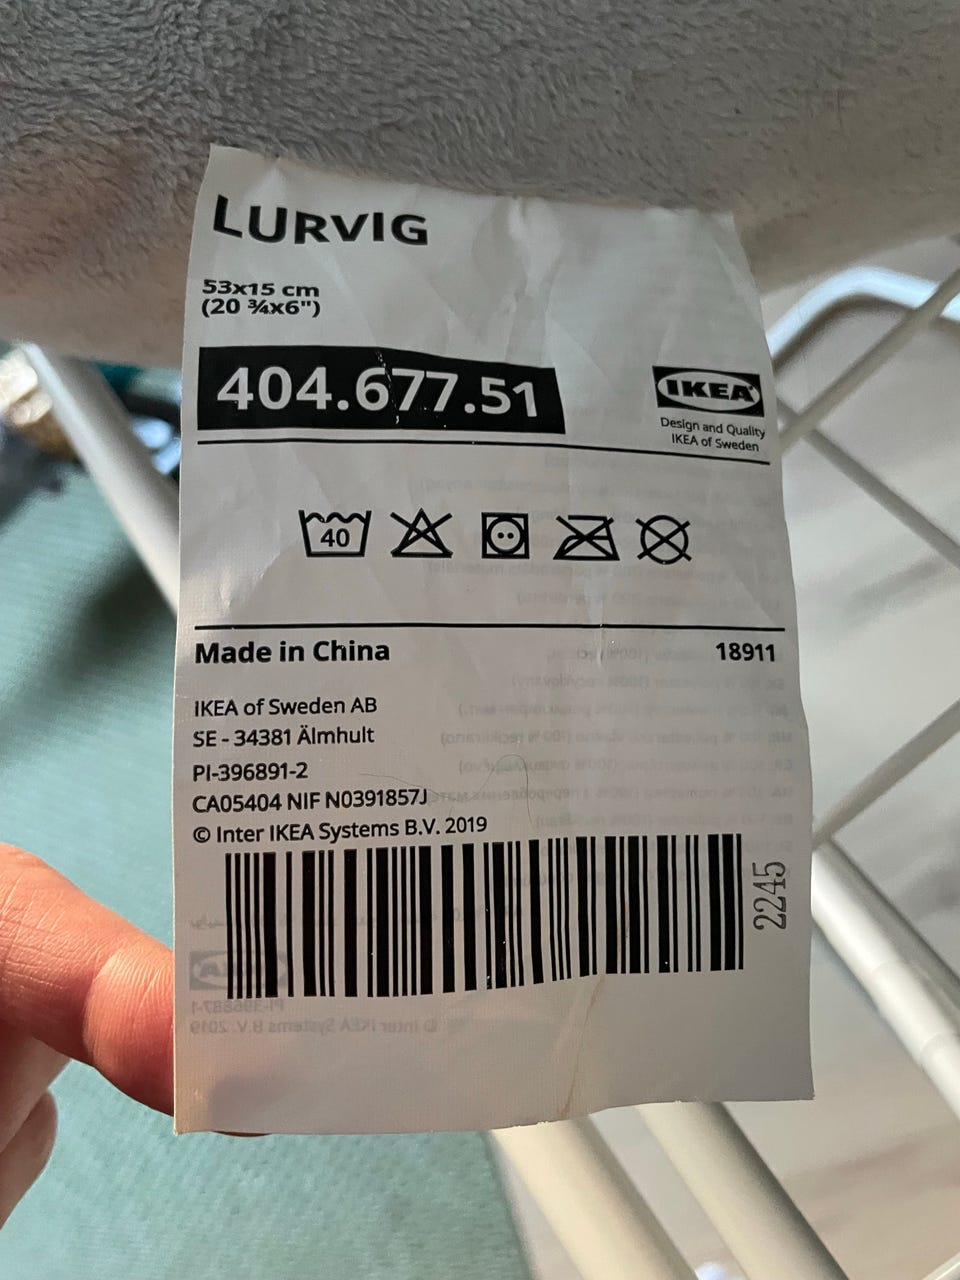 LURVIG
53x15 cm
(20 ¾x6")
404.677.51
IKEA
Design and Quality
IKEA of Sweden
40
Made in China
18911
IKEA of Sweden AB
SE - 34381 Älmhult
PI-396891-2
CA05404 NIF N0391857J
© Inter IKEA Systems B.V. 2019
2245